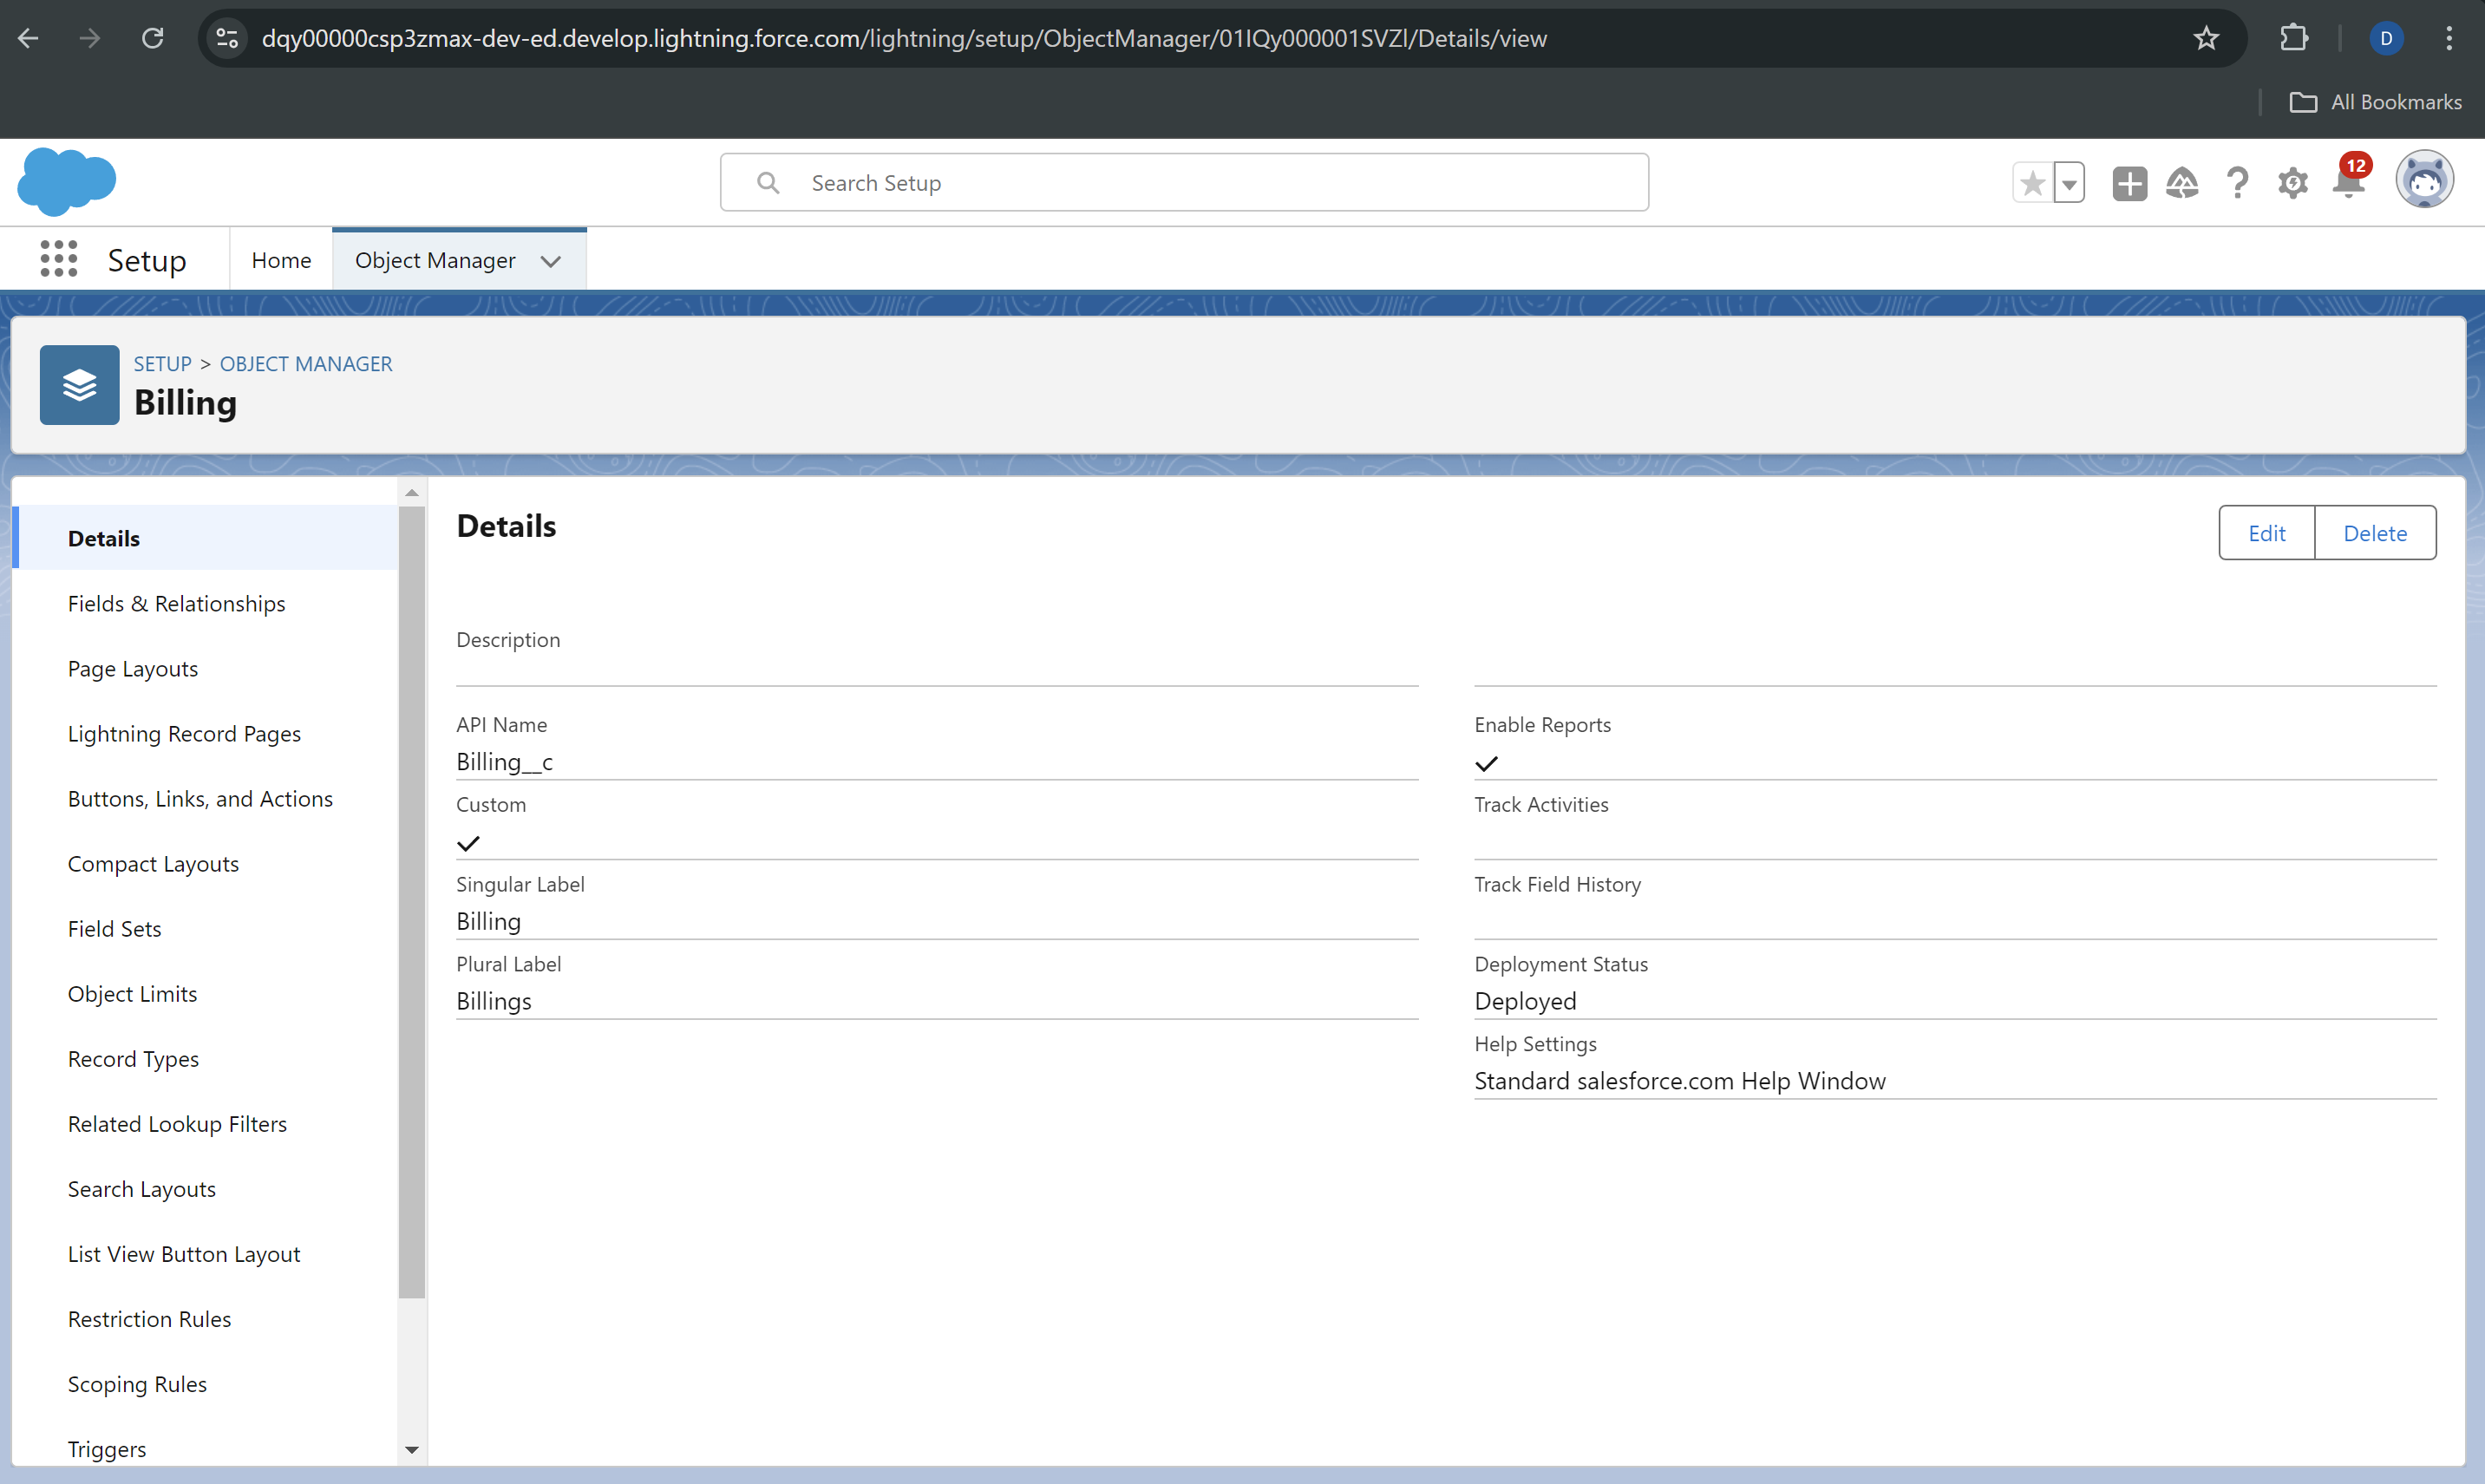 dqy00000csp3zmax-dev-ed.develop.lightning.force.com/lightning/setup/ObjectManager/01IQy000001SVZl/Details/view
D
All Bookmarks
Search Setup
12
Setup
Home
Object Manager
SETUP > OBJECT MANAGER
Billing
Details
Fields & Relationships
Page Layouts
Lightning Record Pages
Buttons, Links, and Actions
Compact Layouts
Field Sets
Object Limits
Record Types
Related Lookup Filters
Search Layouts
List View Button Layout
Restriction Rules
Scoping Rules
Triggers
Details
Edit
Delete
Description
API Name
Billing__c
Custom
Singular Label
Billing
Plural Label
Billings
Enable Reports
Track Activities
Track Field History
Deployment Status
Deployed
Help Settings
Standard salesforce.com Help Window